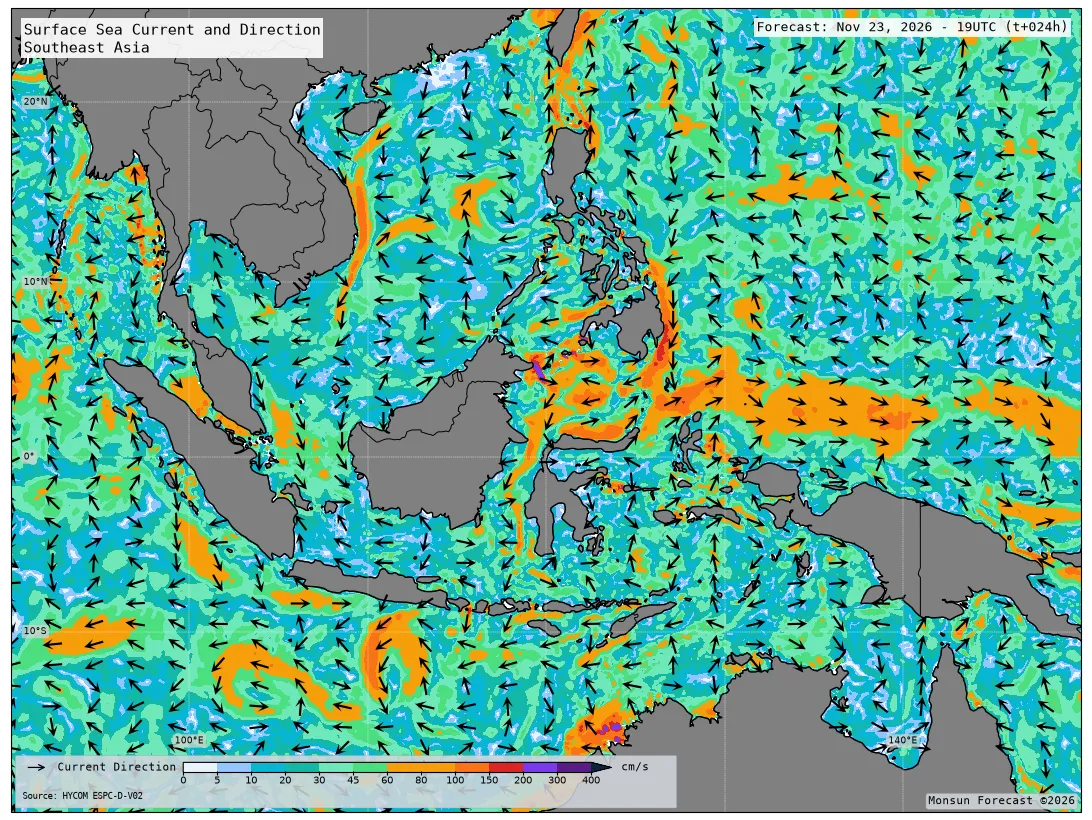 Surface Sea Current and Direction
Southeast Asia
Forecast: Nov 23, 2026 - 19UTC (t+024h)
20°N
10°N
0°
10°S
100°E
140°E
Current Direction
0 5 10 20 30 45 60 80 100 150 200 300 400
cm/s
Source: HYCOM ESPC-D-V02
Monsun Forecast ©2026